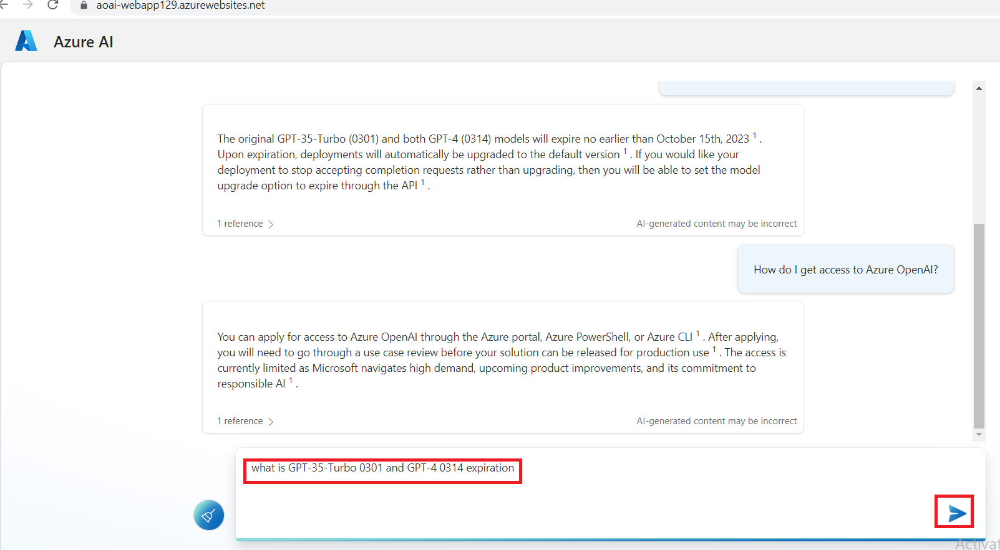 aoai-webapp129.azurewebsites.net
Azure AI
The original GPT-35-Turbo (0301) and both GPT-4 (0314) models will expire no earlier than October 15th, 2023 1 .
Upon expiration, deployments will automatically be upgraded to the default version 1 . If you would like your
deployment to stop accepting completion requests rather than upgrading, then you will be able to set the model
upgrade option to expire through the API 1 .
1 reference
AI-generated content may be incorrect
How do I get access to Azure OpenAI?
You can apply for access to Azure OpenAI through the Azure portal, Azure PowerShell, or Azure CLI 1 . After applying,
you will need to go through a use case review before your solution can be released for production use 1 . The access is
currently limited as Microsoft navigates high demand, upcoming product improvements, and its commitment to
responsible AI 1 .
1 reference
AI-generated content may be incorrect
what is GPT-35-Turbo 0301 and GPT-4 0314 expiration
Activat